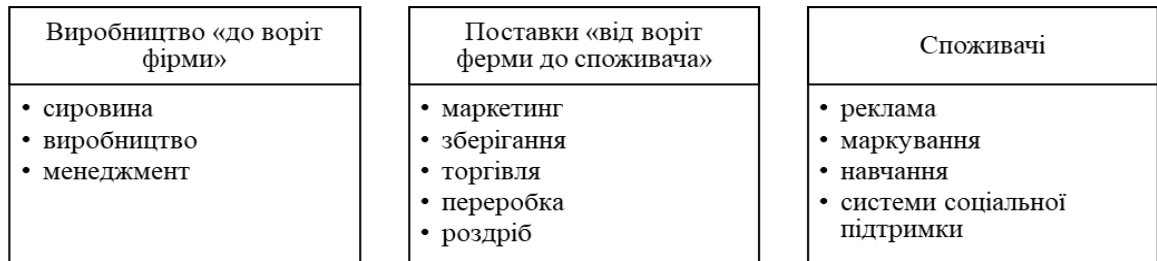 Виробництво «до воріт
фірми»
• сировина
• виробництво
• менеджмент
Поставки «від воріт
ферми до споживача»
• маркетинг
• зберігання
• торгівля
• переробка
• роздріб
Споживачі
• реклама
• маркування
• навчання
• системи соціальної
підтримки